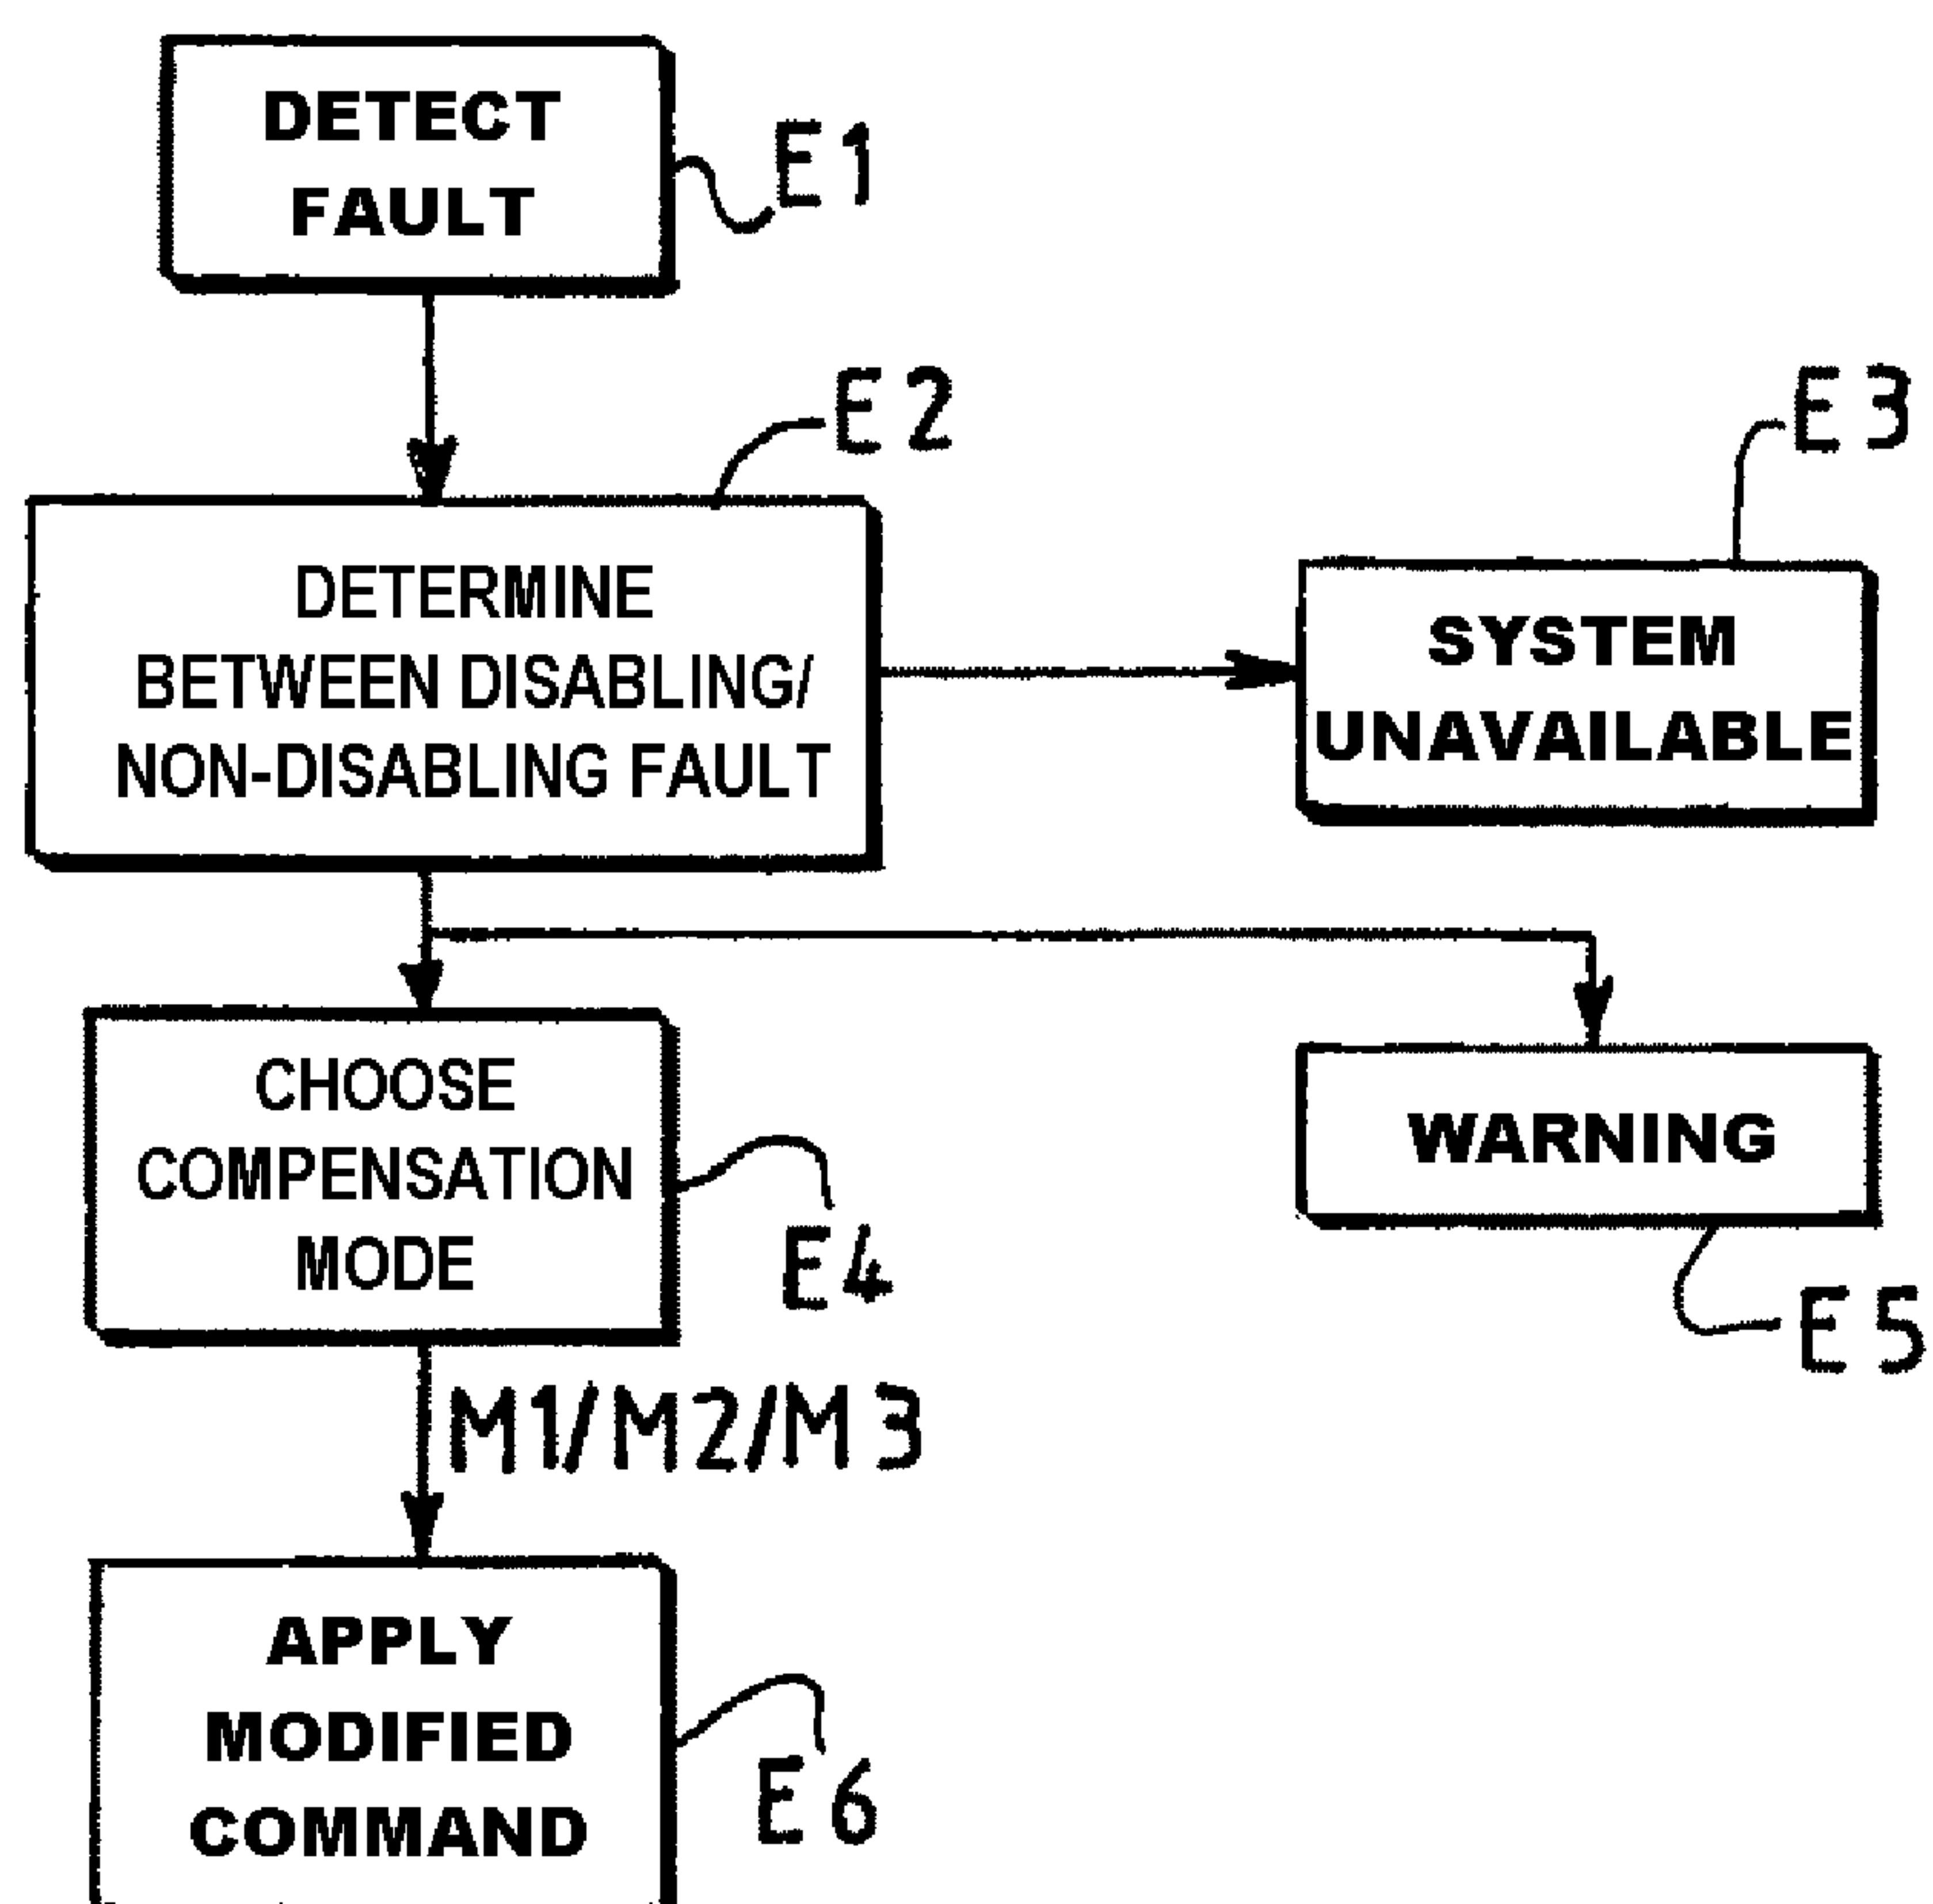 DETECT
FAULT
E1
E2
E3
DETERMINE
BETWEEN DISABLING/
NON-DISABLING FAULT
SYSTEM
UNAVAILABLE
CHOOSE
COMPENSATION
MODE
E4
WARNING
E5
M1/M2/M3
APPLY
MODIFIED
COMMAND
E6